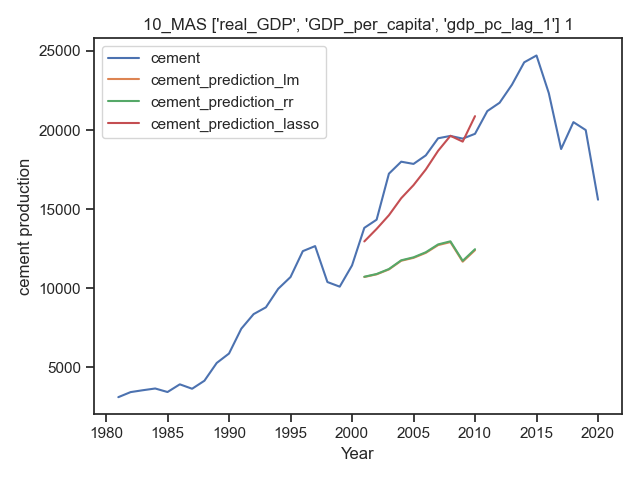 10_MAS ['real_GDP', 'GDP_per_capita', 'gdp_pc_lag_1'] 1
25000
20000
15000
10000
5000
cement production
cement
cement_prediction_lm
cement_prediction_rr
cement_prediction_lasso
1980 1985 1990 1995 2000 2005 2010 2015 2020
Year